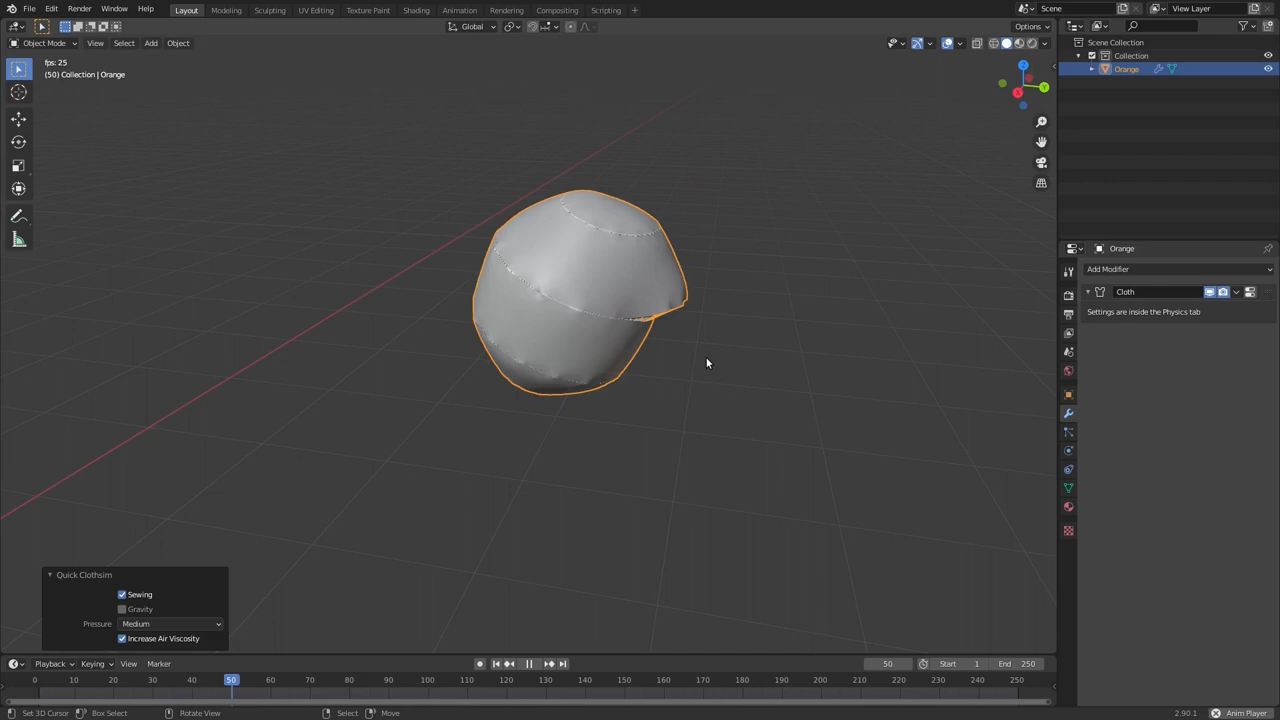 File Edit Render Window Help
Layout Modeling Sculpting UV Editing Texture Paint Shading Animation Rendering Compositing Scripting +
Scene
View Layer
Global
Options
Object Mode View Select Add Object
fps: 25
(50) Collection | Orange
Z
Y
X
Scene Collection
Collection
Orange
Orange
Add Modifier
Cloth
Settings are inside the Physics tab
Quick Clothsim
Sewing
Gravity
Pressure Medium
Increase Air Viscosity
Playback Keying View Marker
50
Start 1
End 250
0 10 20 30 40 50 60 70 80 90 100 110 120 130 140 150 160 170 180 190 200 210 220 230 240 250
Set 3D Cursor Box Select Rotate View Select Move
2.90.1
Anim Player